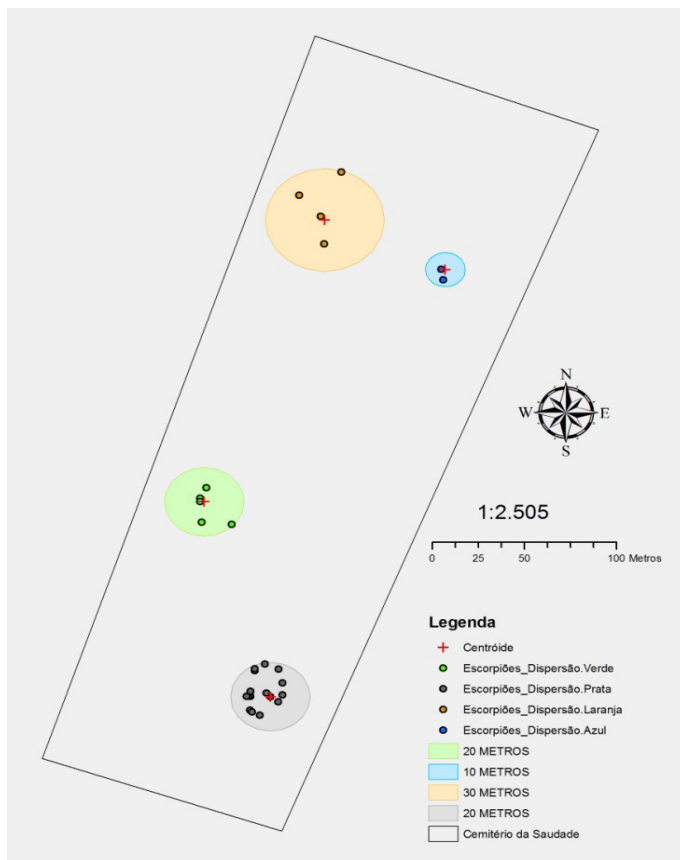 N
W E
S
1:2.505
0 25 50 100 Metros
Legenda
Centróide
Escorpiões_Dispersão.Verde
Escorpiões_Dispersão.Prata
Escorpiões_Dispersão.Laranja
Escorpiões_Dispersão.Azul
20 METROS
10 METROS
30 METROS
20 METROS
Cemitério da Saudade